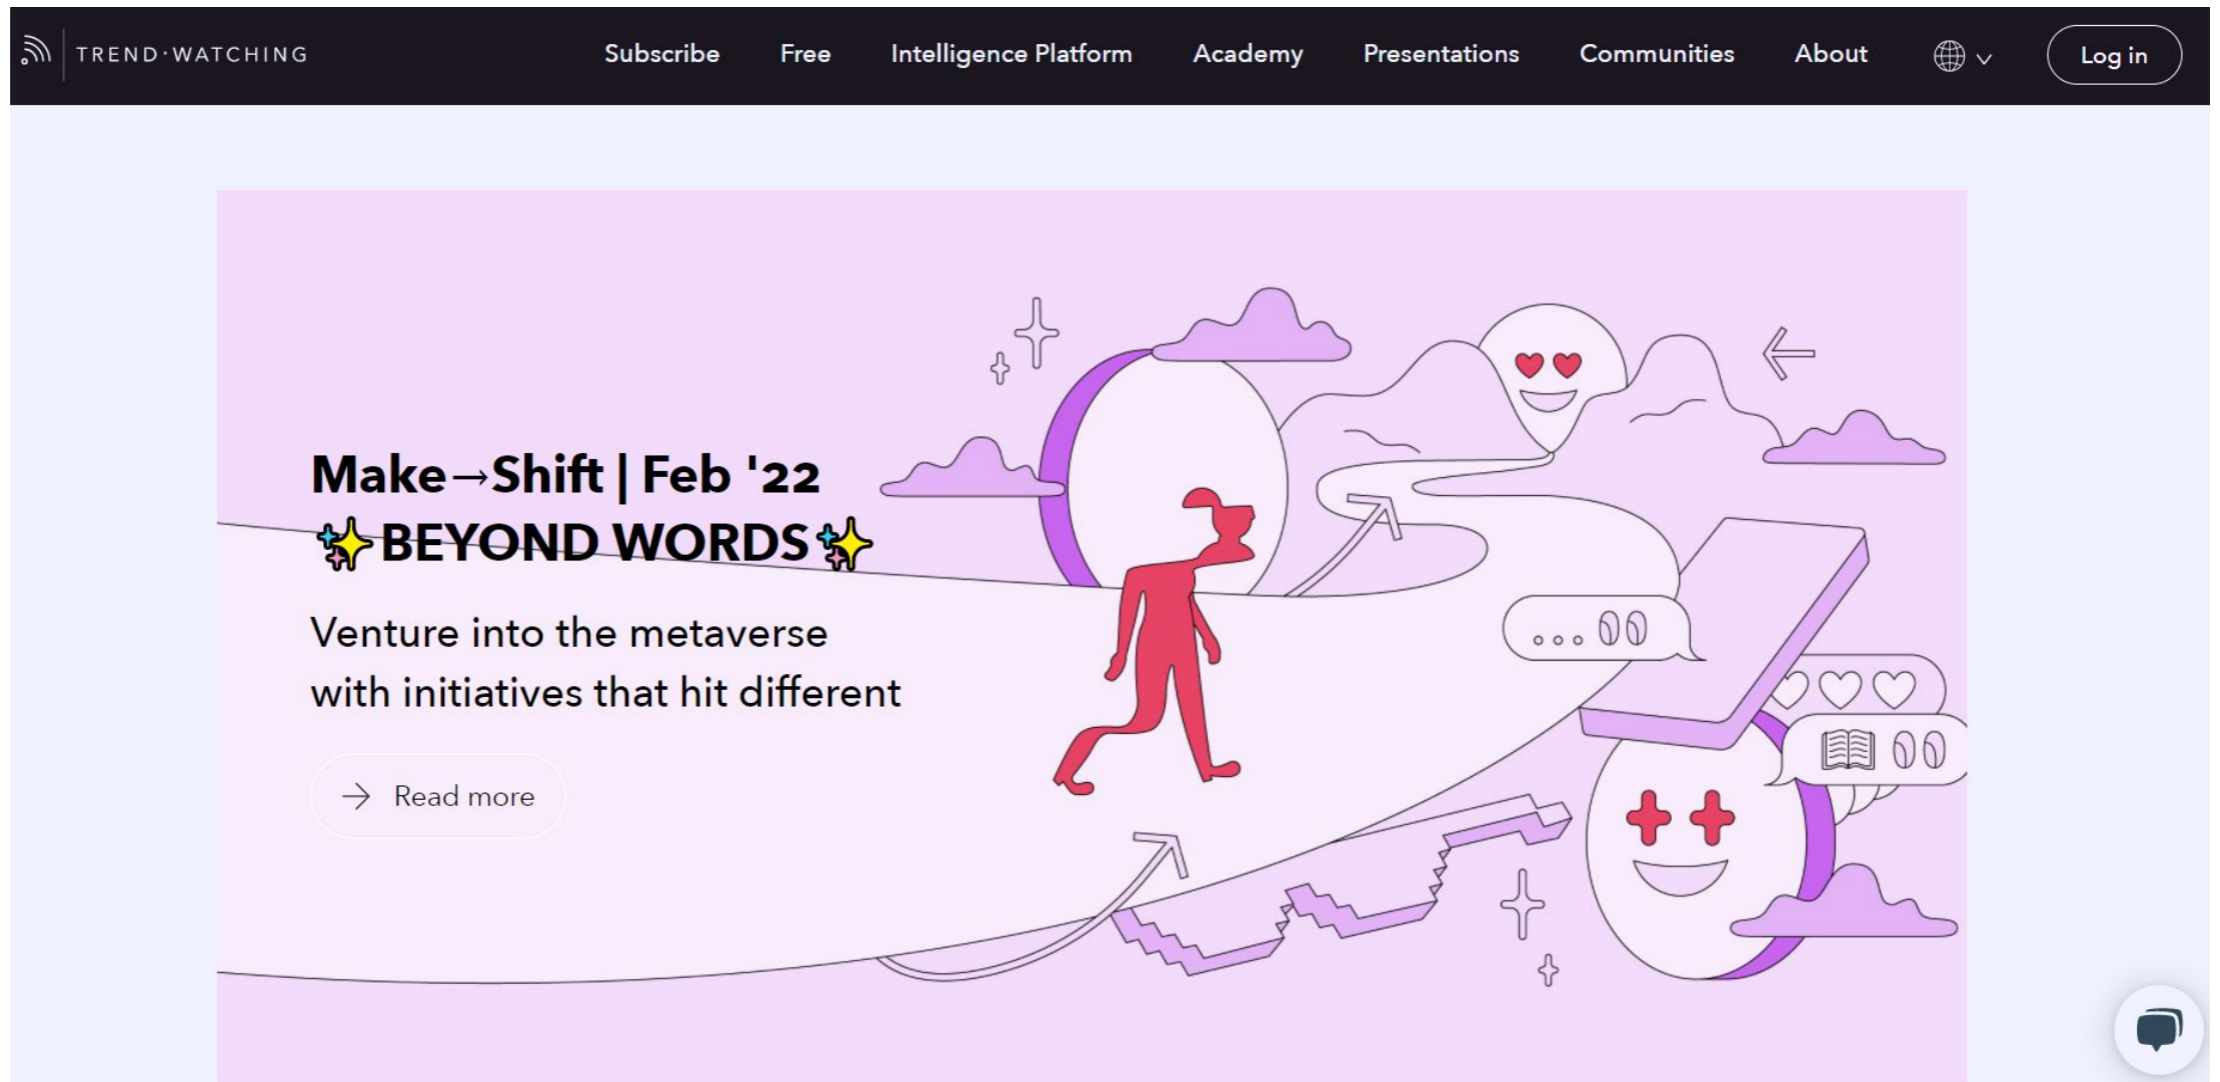 TREND·WATCHING
Subscribe
Free
Intelligence Platform
Academy
Presentations
Communities
About
Log in
Make→Shift | Feb '22
✨BEYOND WORDS✨
Venture into the metaverse
with initiatives that hit different
→ Read more